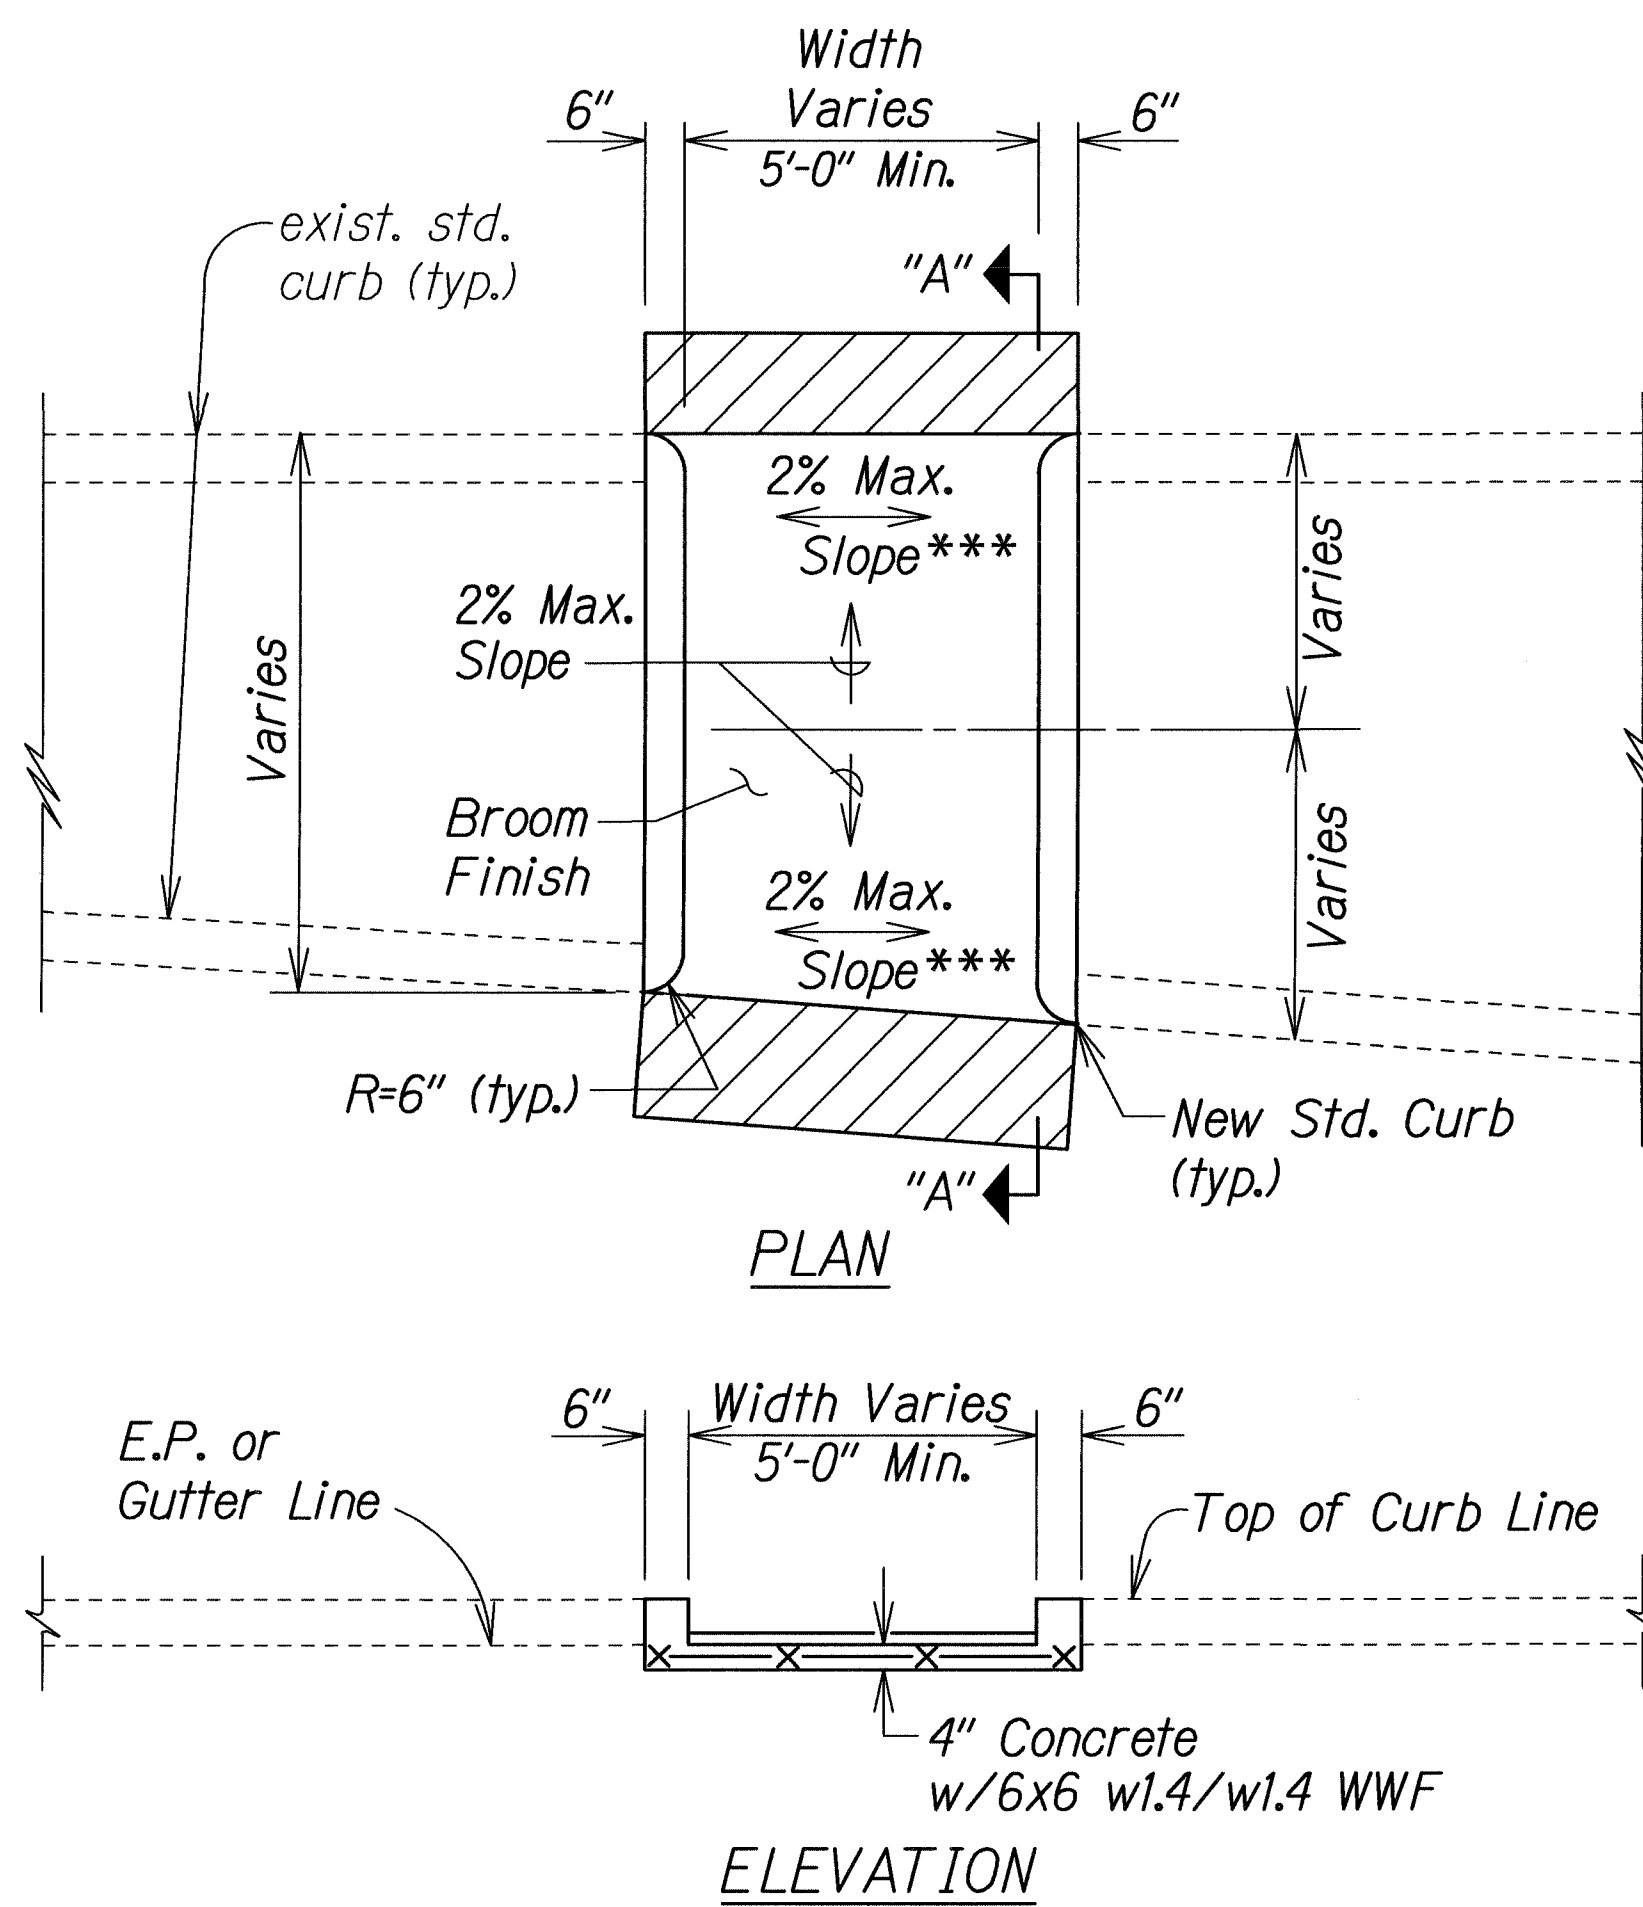 Width
Varies
5'-0" Min.
6"
6"
exist. std.
curb (typ.)
"A"
2% Max.
Slope***
2% Max.
Slope
Varies
Varies
Broom
Finish
Varies
2% Max.
Slope***
R=6" (typ.)
New Std. Curb
(typ.)
"A"
PLAN
6"
Width Varies
5'-0" Min.
6"
E.P. or
Gutter Line
Top of Curb Line
4" Concrete
w/6x6 w1.4/w1.4 WWF
ELEVATION